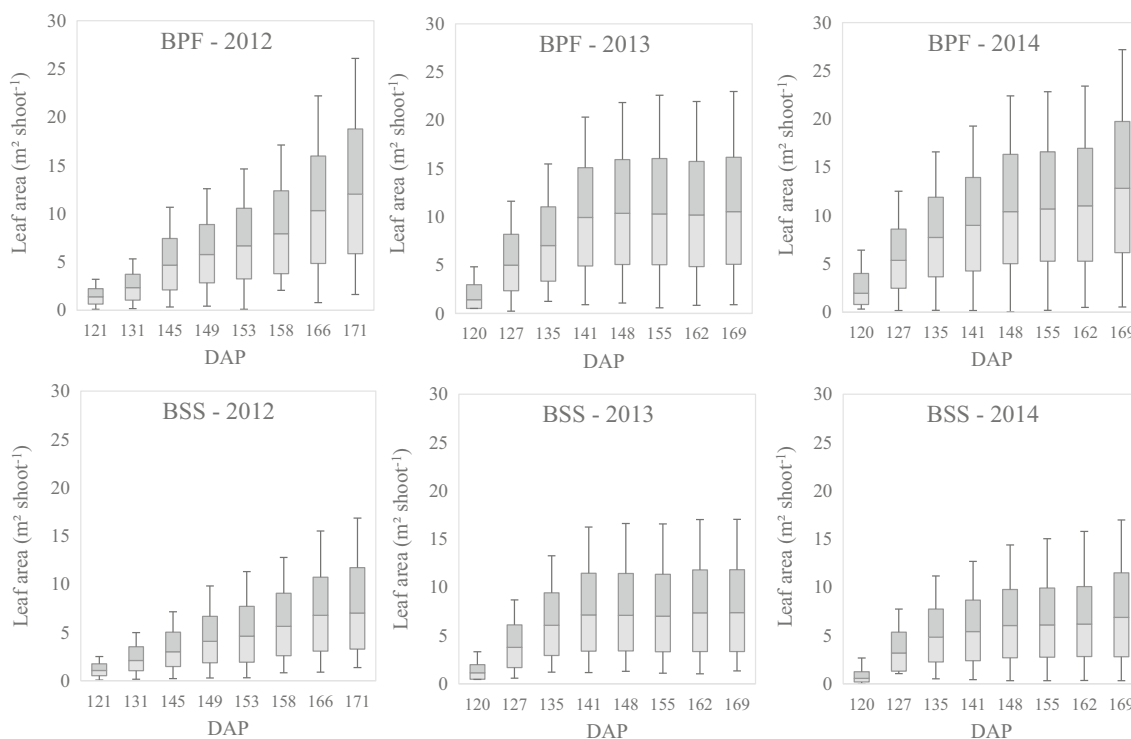 BPF - 2012
Leaf area (m² shoot⁻¹)
30
25
20
15
10
5
0
121 131 145 149 153 158 166 171
DAP
BPF - 2013
Leaf area (m² shoot⁻¹)
30
25
20
15
10
5
0
120 127 135 141 148 155 162 169
DAP
BPF - 2014
Leaf area (m² shoot⁻¹)
30
25
20
15
10
5
0
120 127 135 141 148 155 162 169
DAP
BSS - 2012
Leaf area (m² shoot⁻¹)
30
25
20
15
10
5
0
121 131 145 149 153 158 166 171
DAP
BSS - 2013
Leaf area (m² shoot⁻¹)
30
25
20
15
10
5
0
120 127 135 141 148 155 162 169
DAP
BSS - 2014
Leaf area (m² shoot⁻¹)
30
25
20
15
10
5
0
120 127 135 141 148 155 162 169
DAP